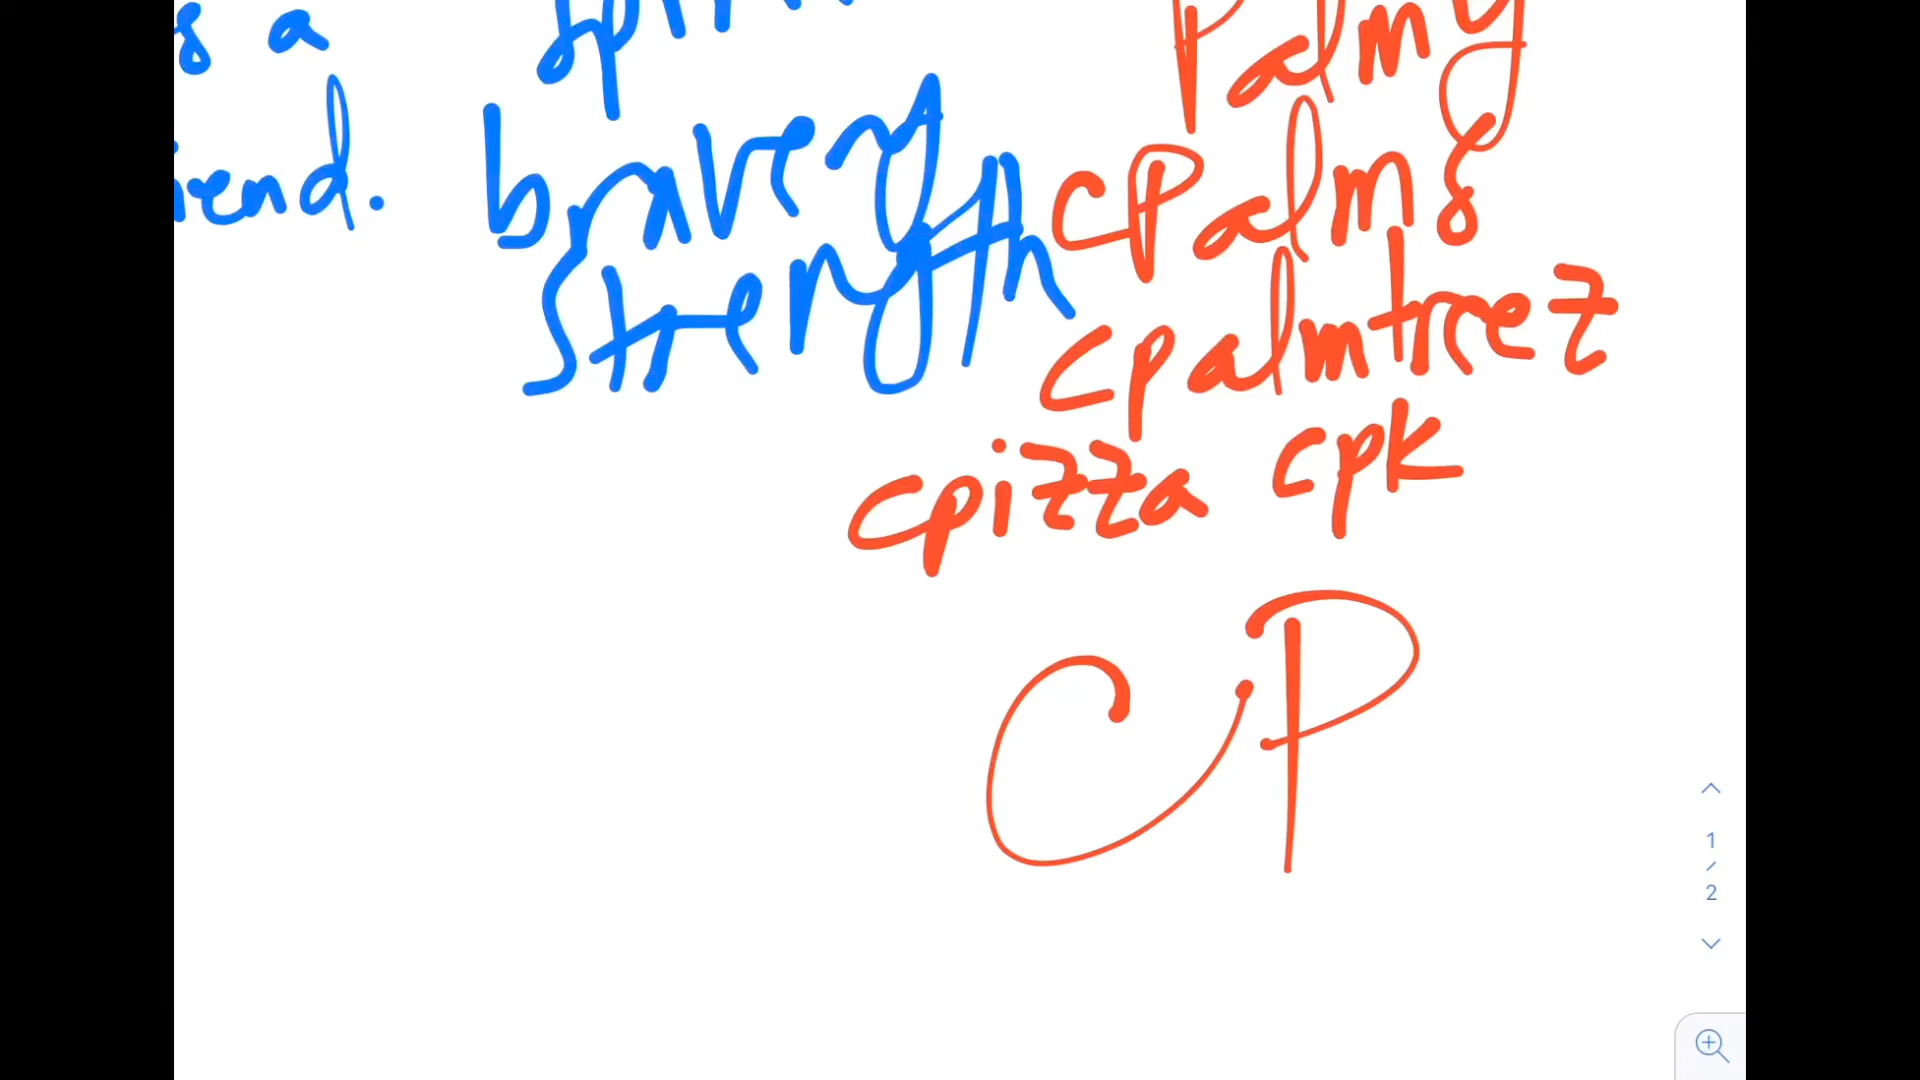 s a
iend.
bravery
strength
Palmy
CPalms
cpalmtreez
cpizza cpk
CP
1
/
2